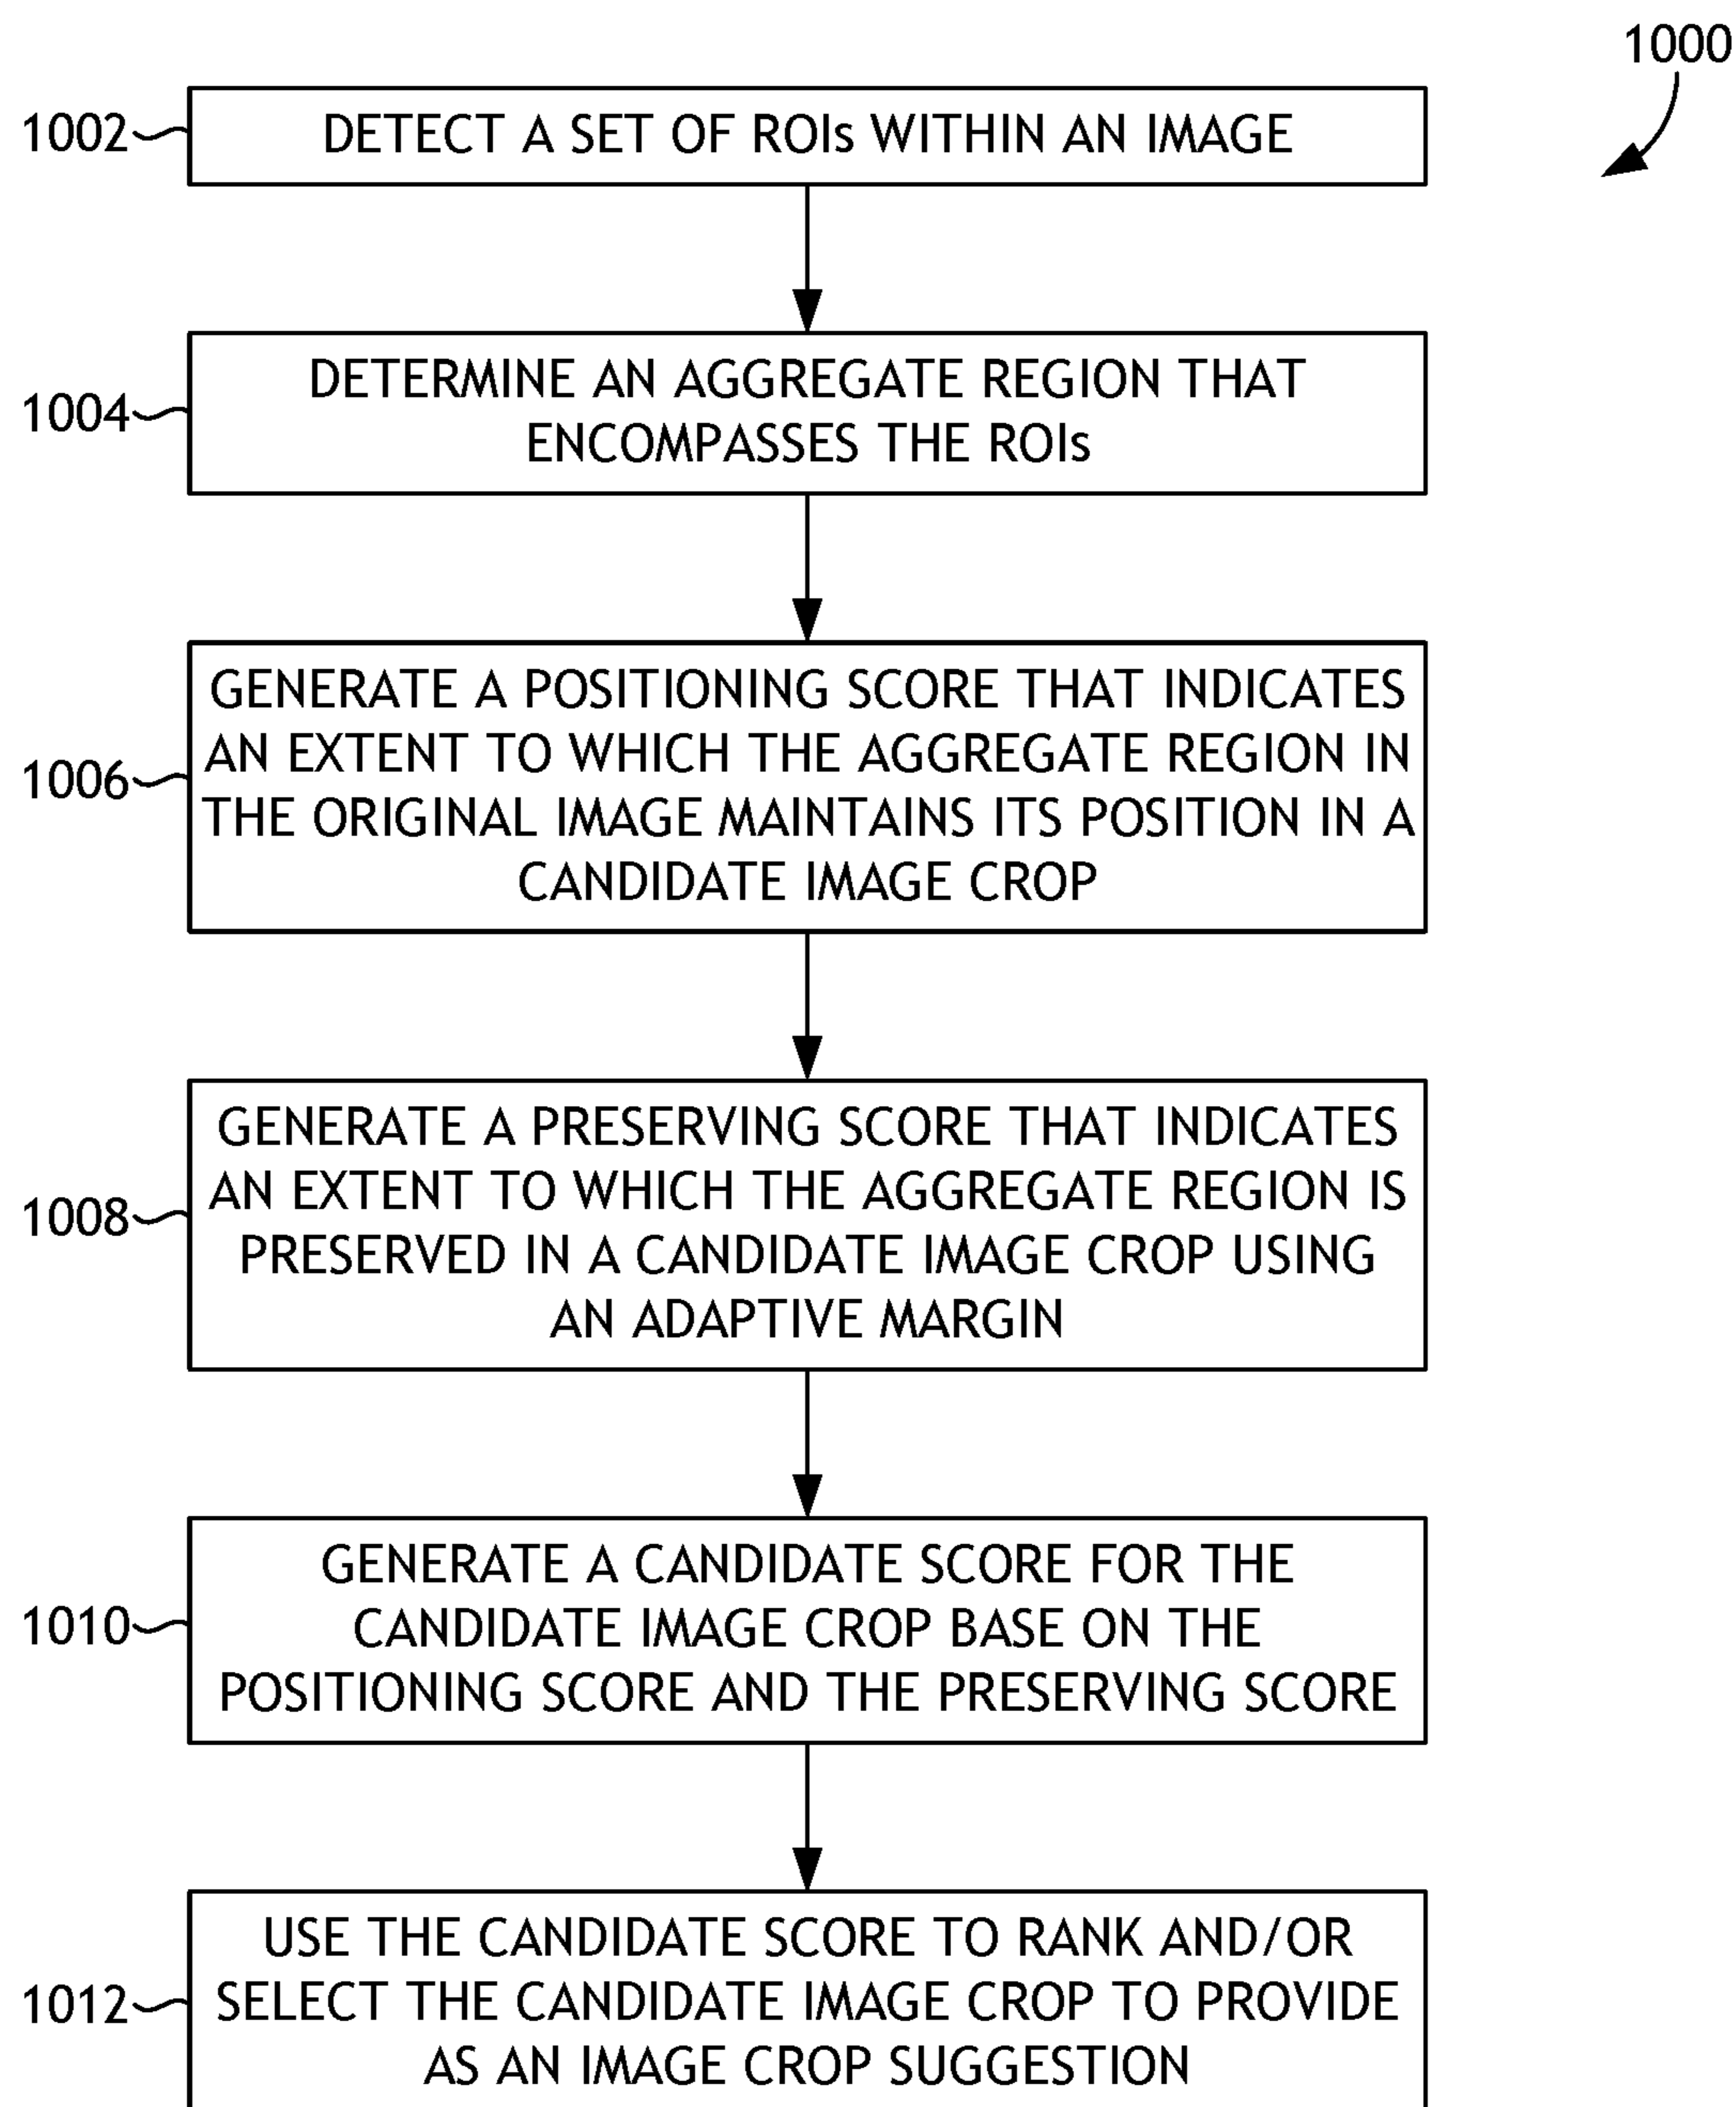 1000
1002
DETECT A SET OF ROIs WITHIN AN IMAGE
1004
DETERMINE AN AGGREGATE REGION THAT
ENCOMPASSES THE ROIs
1006
GENERATE A POSITIONING SCORE THAT INDICATES
AN EXTENT TO WHICH THE AGGREGATE REGION IN
THE ORIGINAL IMAGE MAINTAINS ITS POSITION IN A
CANDIDATE IMAGE CROP
1008
GENERATE A PRESERVING SCORE THAT INDICATES
AN EXTENT TO WHICH THE AGGREGATE REGION IS
PRESERVED IN A CANDIDATE IMAGE CROP USING
AN ADAPTIVE MARGIN
1010
GENERATE A CANDIDATE SCORE FOR THE
CANDIDATE IMAGE CROP BASE ON THE
POSITIONING SCORE AND THE PRESERVING SCORE
1012
USE THE CANDIDATE SCORE TO RANK AND/OR
SELECT THE CANDIDATE IMAGE CROP TO PROVIDE
AS AN IMAGE CROP SUGGESTION